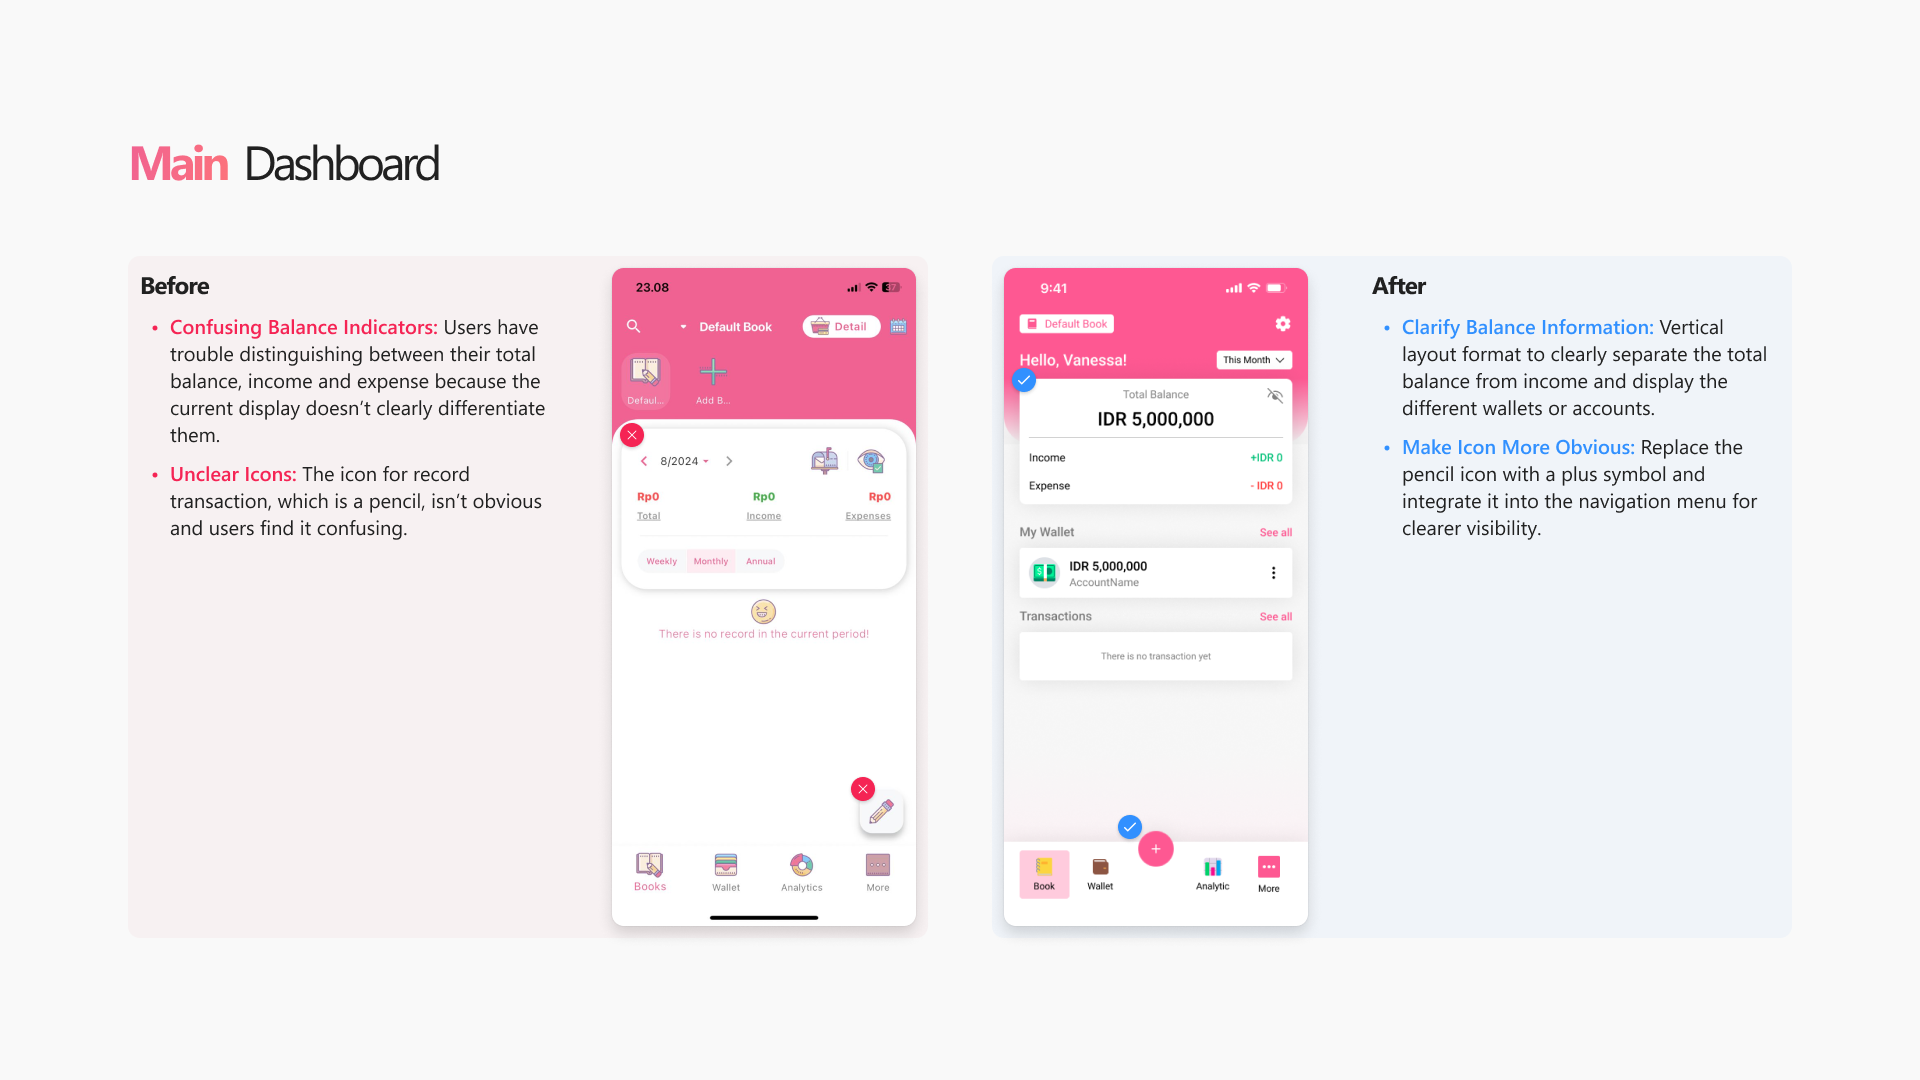 Main Dashboard
Before
• Confusing Balance Indicators: Users have
trouble distinguishing between their total
balance, income and expense because the
current display doesn’t clearly differentiate
them.
• Unclear Icons: The icon for record
transaction, which is a pencil, isn’t obvious
and users find it confusing.
23.08
37
Default Book
Detail
Defaul...
Add B...
8/2024
Rp0
Rp0
Rp0
Total
Income
Expenses
Weekly
Monthly
Annual
There is no record in the current period!
Books
Wallet
Analytics
More
9:41
Default Book
Hello, Vanessa!
This Month
Total Balance
IDR 5,000,000
Income
+IDR 0
Expense
- IDR 0
My Wallet
See all
IDR 5,000,000
AccountName
Transactions
See all
There is no transaction yet
Book
Wallet
Analytic
More
After
• Clarify Balance Information: Vertical
layout format to clearly separate the total
balance from income and display the
different wallets or accounts.
• Make Icon More Obvious: Replace the
pencil icon with a plus symbol and
integrate it into the navigation menu for
clearer visibility.